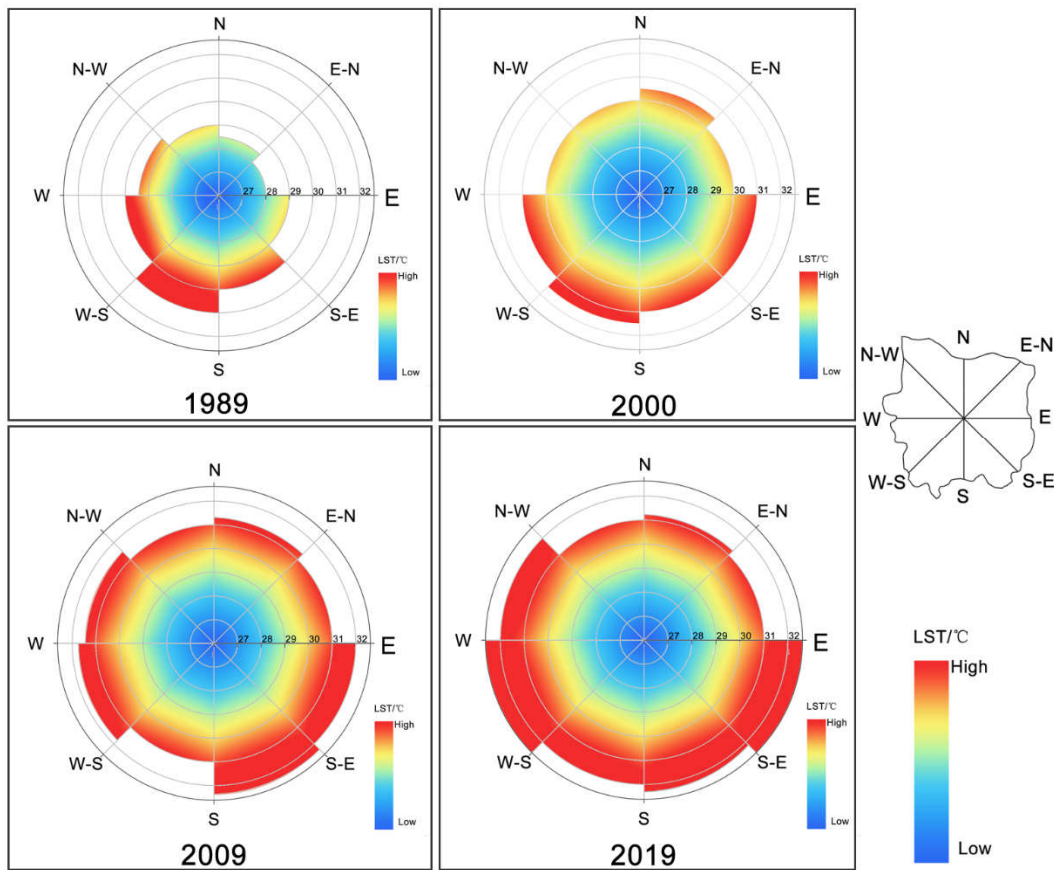 N
N-W
E-N
W
27 28 29 30 31 32
E
LST/℃
High
Low
W-S
S-E
S
1989
N
N-W
E-N
W
27 28 29 30 31 32
E
LST/℃
High
Low
W-S
S-E
S
2000
N
N-W
E-N
W
E
W-S
S-E
S
N
N-W
E-N
W
27 28 29 30 31 32
E
LST/℃
High
Low
W-S
S-E
S
2009
N
N-W
E-N
W
27 28 29 30 31 32
E
LST/℃
High
Low
W-S
S-E
S
2019
LST/℃
High
Low